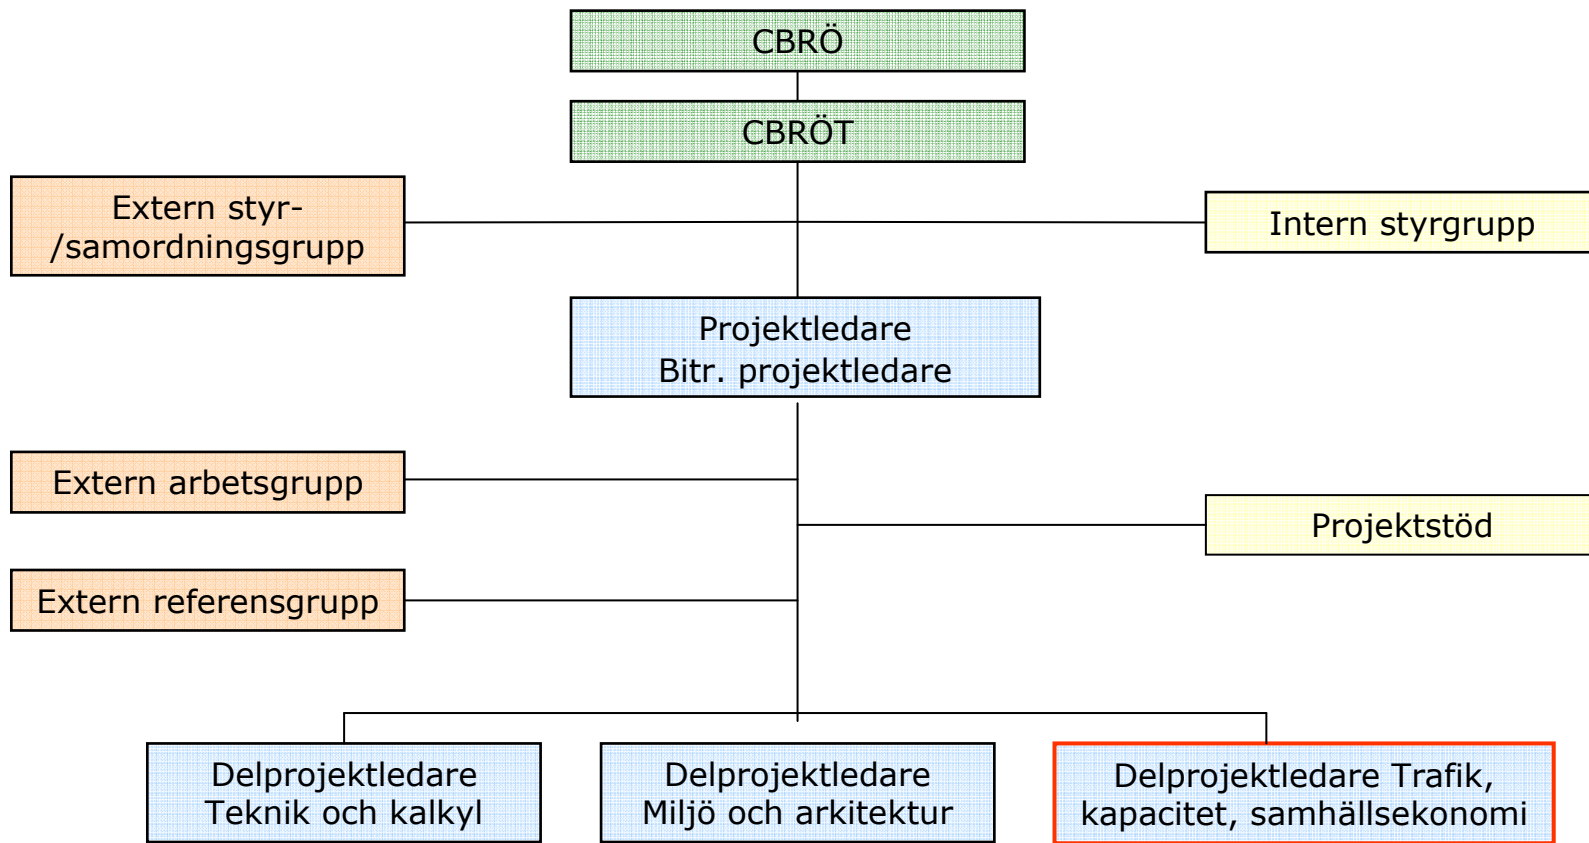 CBRÖ
CBRÖT
Extern styr-
/samordningsgrupp
Intern styrgrupp
Projektledare
Bitr. projektledare
Extern arbetsgrupp
Projektstöd
Extern referensgrupp
Delprojektledare
Teknik och kalkyl
Delprojektledare
Miljö och arkitektur
Delprojektledare Trafik,
kapacitet, samhällsekonomi